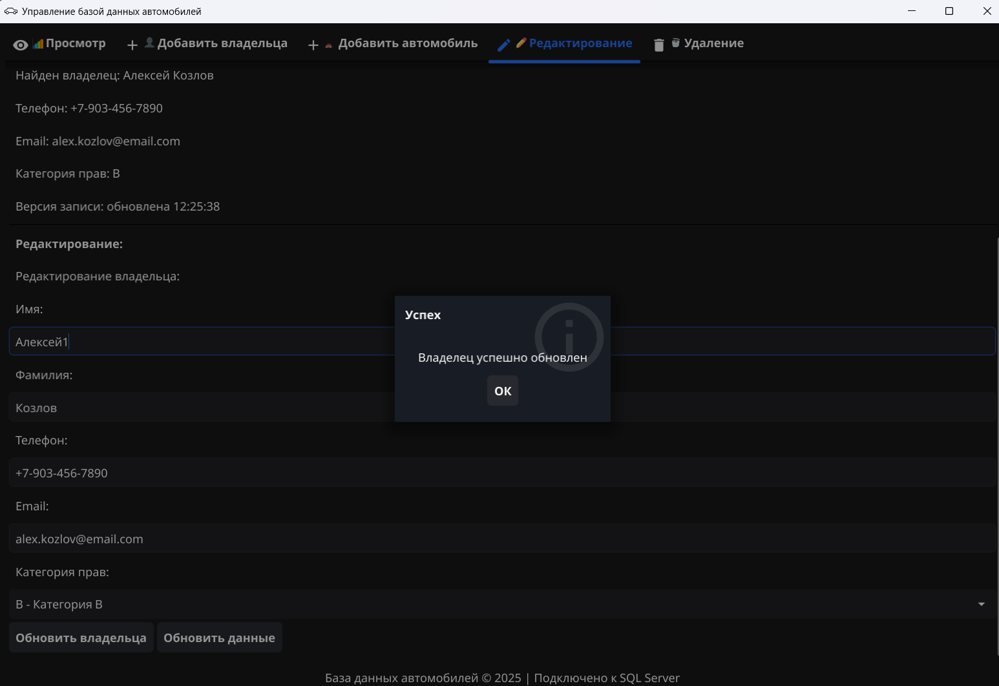 Управление базой данных автомобилей
Просмотр Добавить владельца Добавить автомобиль Редактирование Удаление
Найден владелец: Алексей Козлов
Телефон: +7-903-456-7890
Email: alex.kozlov@email.com
Категория прав: B
Версия записи: обновлена 12:25:38
Редактирование:
Редактирование владельца:
Имя:
Алексей1
Фамилия:
Козлов
Телефон:
+7-903-456-7890
Email:
alex.kozlov@email.com
Категория прав:
B - Категория B
Обновить владельца Обновить данные
Успех
Владелец успешно обновлен
ОК
База данных автомобилей © 2025 | Подключено к SQL Server